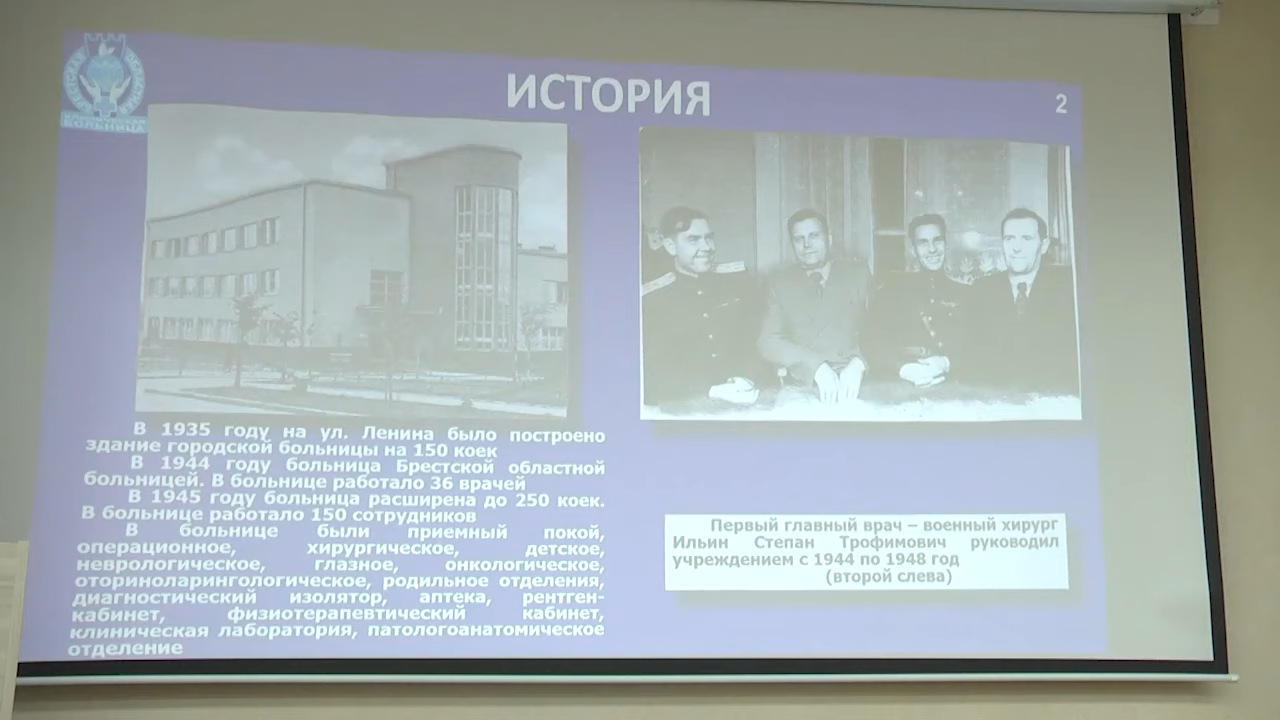 ИСТОРИЯ
2
БОЛЬНИЦА
В 1935 году на ул. Ленина было построено
здание городской больницы на 150 коек
В 1944 году больница Брестской областной
больницей. В больнице работало 36 врачей
В 1945 году больница расширена до 250 коек.
В больнице работало 150 сотрудников
В больнице были приемный покой,
операционное, хирургическое, детское,
неврологическое, глазное, онкологическое,
оториноларингологическое, родильное отделения,
диагностический изолятор, аптека, рентген-
кабинет, физиотерапевтический кабинет,
клиническая лаборатория, патологоанатомическое
отделение
Первый главный врач – военный хирург
Ильин Степан Трофимович руководил
учреждением с 1944 по 1948 год
(второй слева)